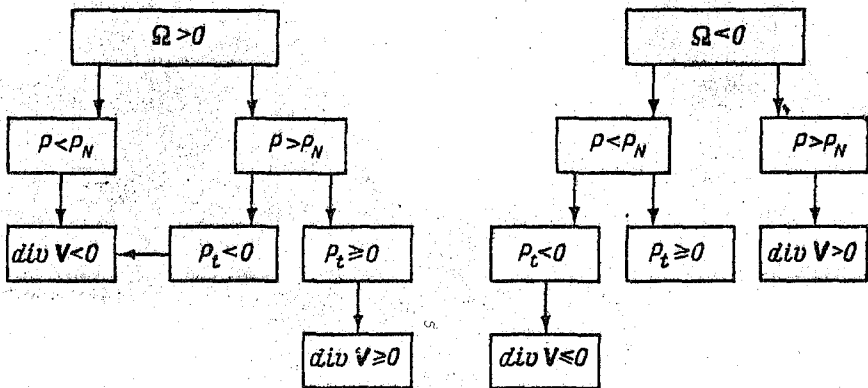 Ω>0 Ω<0
P<P_N P>P_N P<P_N P>P_N
div V<0 P_t<0 P_t≥0 P_t<0 P_t≥0 div V>0
div V≥0 div V≤0